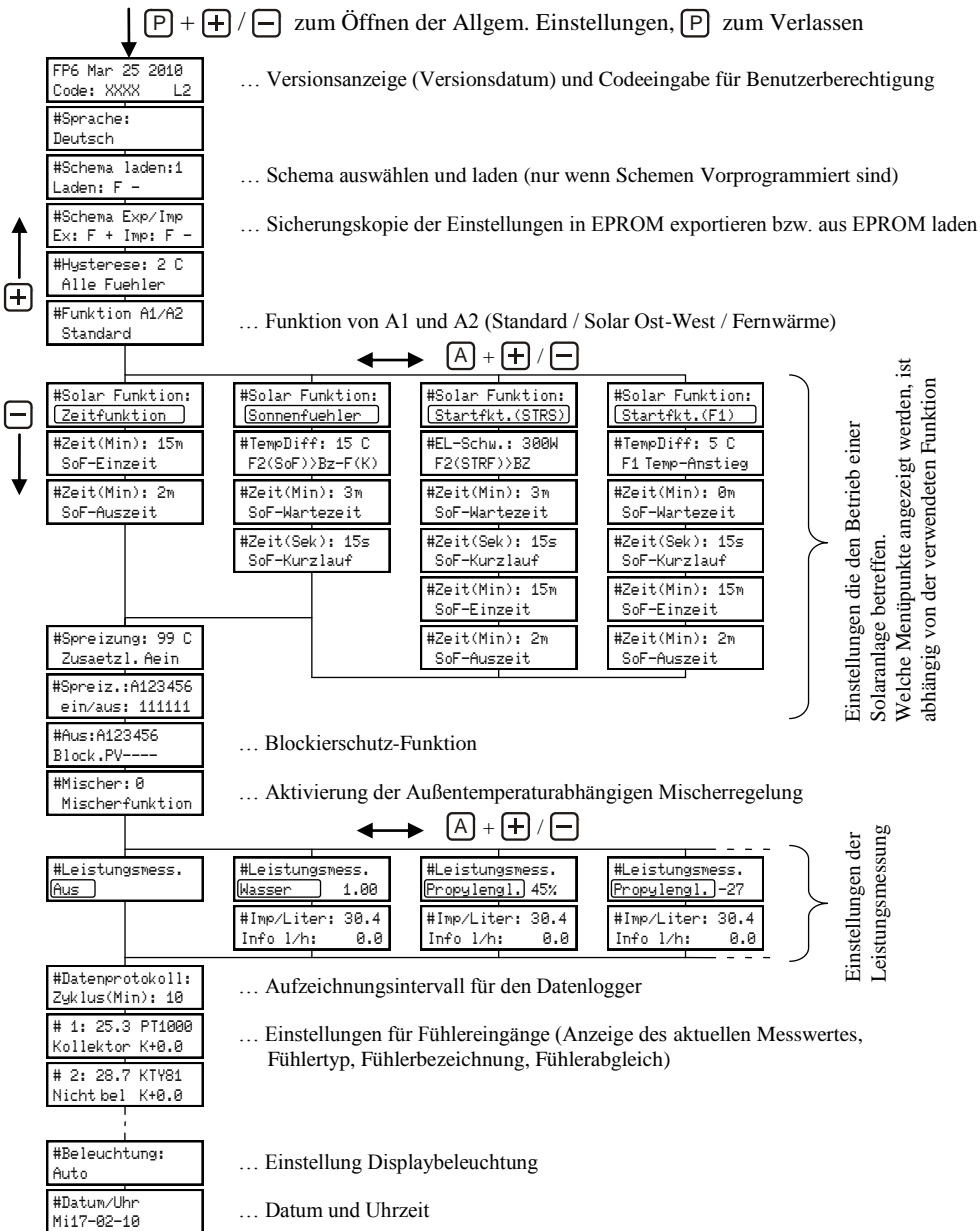 P + + / − zum Öffnen der Allgem. Einstellungen, P zum Verlassen
FP6 Mar 25 2010
Code: XXXX L2
… Versionsanzeige (Versionsdatum) und Codeeingabe für Benutzerberechtigung
#Sprache:
Deutsch
#Schema laden:1
Laden: F -
… Schema auswählen und laden (nur wenn Schemen Vorprogrammiert sind)
#Schema Exp/Imp
Ex: F + Imp: F -
… Sicherungskopie der Einstellungen in EPROM exportieren bzw. aus EPROM laden
#Hysterese: 2 C
Alle Fuehler
+
#Funktion A1/A2
Standard
… Funktion von A1 und A2 (Standard / Solar Ost-West / Fernwärme)
A + + / −
−
#Solar Funktion:
Zeitfunktion
#Zeit(Min): 15m
SoF-Einzeit
#Zeit(Min): 2m
SoF-Auszeit
#Solar Funktion:
Sonnenfuehler
#TempDiff: 15 C
F2(SoF)>Bz-F(K)
#Zeit(Min): 3m
SoF-Wartezeit
#Zeit(Sek): 15s
SoF-Kurzlauf
#Solar Funktion:
Startfkt.(STRS)
#EL-Schw.: 300W
F2(STRF)>BZ
#Zeit(Min): 3m
SoF-Wartezeit
#Zeit(Sek): 15s
SoF-Kurzlauf
#Zeit(Min): 15m
SoF-Einzeit
#Zeit(Min): 2m
SoF-Auszeit
#Solar Funktion:
Startfkt.(F1)
#TempDiff: 5 C
F1 Temp-Anstieg
#Zeit(Min): 0m
SoF-Wartezeit
#Zeit(Sek): 15s
SoF-Kurzlauf
#Zeit(Min): 15m
SoF-Einzeit
#Zeit(Min): 2m
SoF-Auszeit
Einstellungen die den Betrieb einer
Solaranlage betreffen.
Welche Menüpunkte angezeigt werden, ist
abhängig von der verwendeten Funktion
#Spreizung: 99 C
Zusaetzl.Aein
#Spreiz.:A123456
ein/aus: 111111
#Aus:A123456
Block.PV----
… Blockierschutz-Funktion
#Mischer: 0
Mischerfunktion
… Aktivierung der Außentemperaturabhängigen Mischerregelung
A + + / −
#Leistungsmess.
Aus
#Leistungsmess.
Wasser 1.00
#Imp/Liter: 30.4
Info l/h: 0.0
#Leistungsmess.
Propylengl. 45%
#Imp/Liter: 30.4
Info l/h: 0.0
#Leistungsmess.
Propylengl. -27
#Imp/Liter: 30.4
Info l/h: 0.0
Einstellungen der
Leistungsmessung
#Datenprotokoll:
Zyklus(Min): 10
… Aufzeichnungsintervall für den Datenlogger
# 1: 25.3 PT1000
Kollektor K+0.0
… Einstellungen für Fühlereingänge (Anzeige des aktuellen Messwertes,
Fühlertyp, Fühlerbezeichnung, Fühlerabgleich)
# 2: 28.7 KTY81
Nicht bel K+0.0
#Beleuchtung:
Auto
… Einstellung Displaybeleuchtung
#Datum/Uhr
Mi17-02-10
… Datum und Uhrzeit